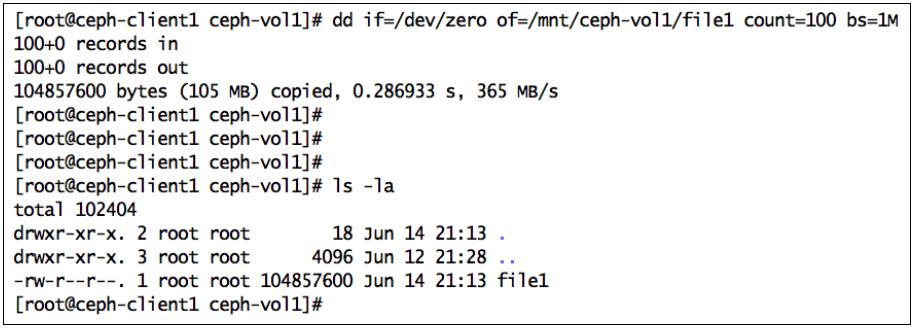 [root@ceph-client1 ceph-vol1]# dd if=/dev/zero of=/mnt/ceph-vol1/file1 count=100 bs=1M
100+0 records in
100+0 records out
104857600 bytes (105 MB) copied, 0.286933 s, 365 MB/s
[root@ceph-client1 ceph-vol1]#
[root@ceph-client1 ceph-vol1]#
[root@ceph-client1 ceph-vol1]#
[root@ceph-client1 ceph-vol1]# ls -la
total 102404
drwxr-xr-x. 2 root root        18 Jun 14 21:13 .
drwxr-xr-x. 3 root root      4096 Jun 12 21:28 ..
-rw-r--r--. 1 root root 104857600 Jun 14 21:13 file1
[root@ceph-client1 ceph-vol1]#